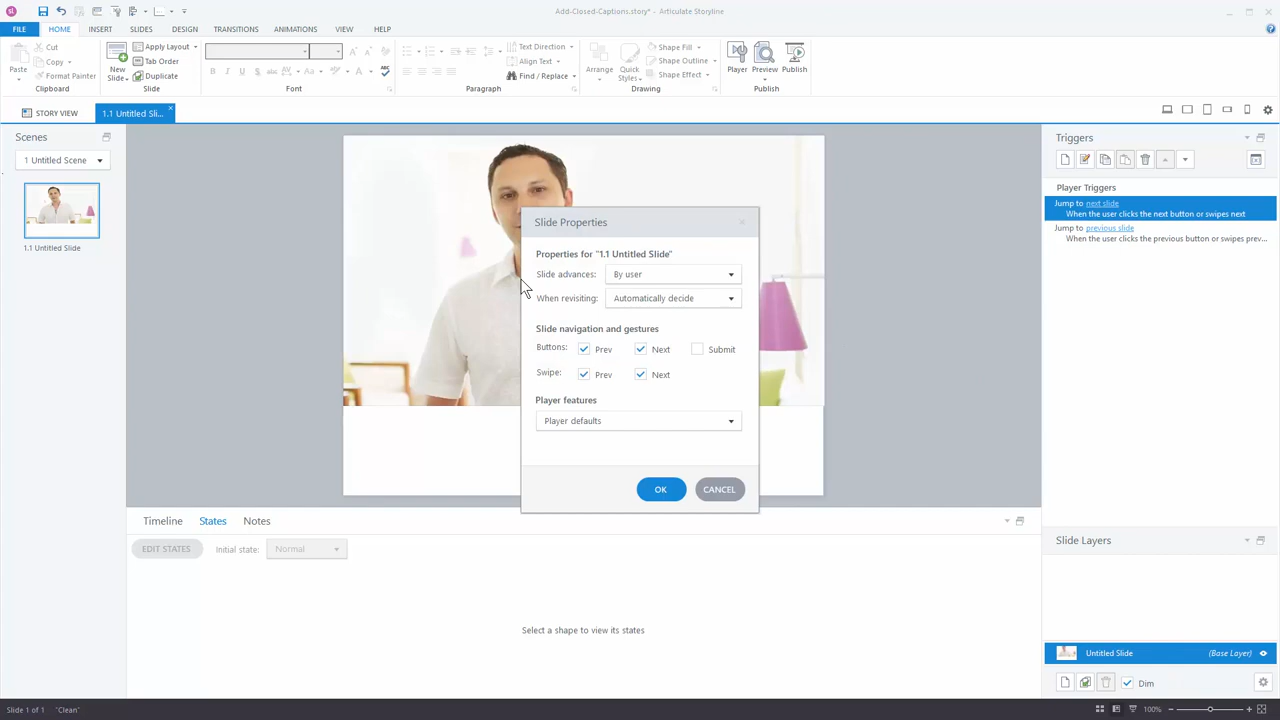 Add-Closed-Captions.story* - Articulate Storyline
FILE HOME INSERT SLIDES DESIGN TRANSITIONS ANIMATIONS VIEW HELP
Paste
Cut
Copy
Format Painter
Clipboard
New
Slide
Apply Layout
Tab Order
Duplicate
Slide
Font
Text Direction
Align Text
Find / Replace
Paragraph
Arrange
Quick
Styles
Shape Fill
Shape Outline
Shape Effect
Drawing
Player Preview Publish
Publish
STORY VIEW 1.1 Untitled Sli...
Scenes
1 Untitled Scene
1.1 Untitled Slide
Slide Properties
Properties for "1.1 Untitled Slide"
Slide advances: By user
When revisiting: Automatically decide
Slide navigation and gestures
Buttons: Prev Next Submit
Swipe: Prev Next
Player features
Player defaults
OK CANCEL
Triggers
Player Triggers
Jump to next slide
When the user clicks the next button or swipes next
Jump to previous slide
When the user clicks the previous button or swipes prev...
Timeline States Notes
EDIT STATES Initial state: Normal
Select a shape to view its states
Slide Layers
Untitled Slide (Base Layer)
Dim
Slide 1 of 1 "Clean" 100%